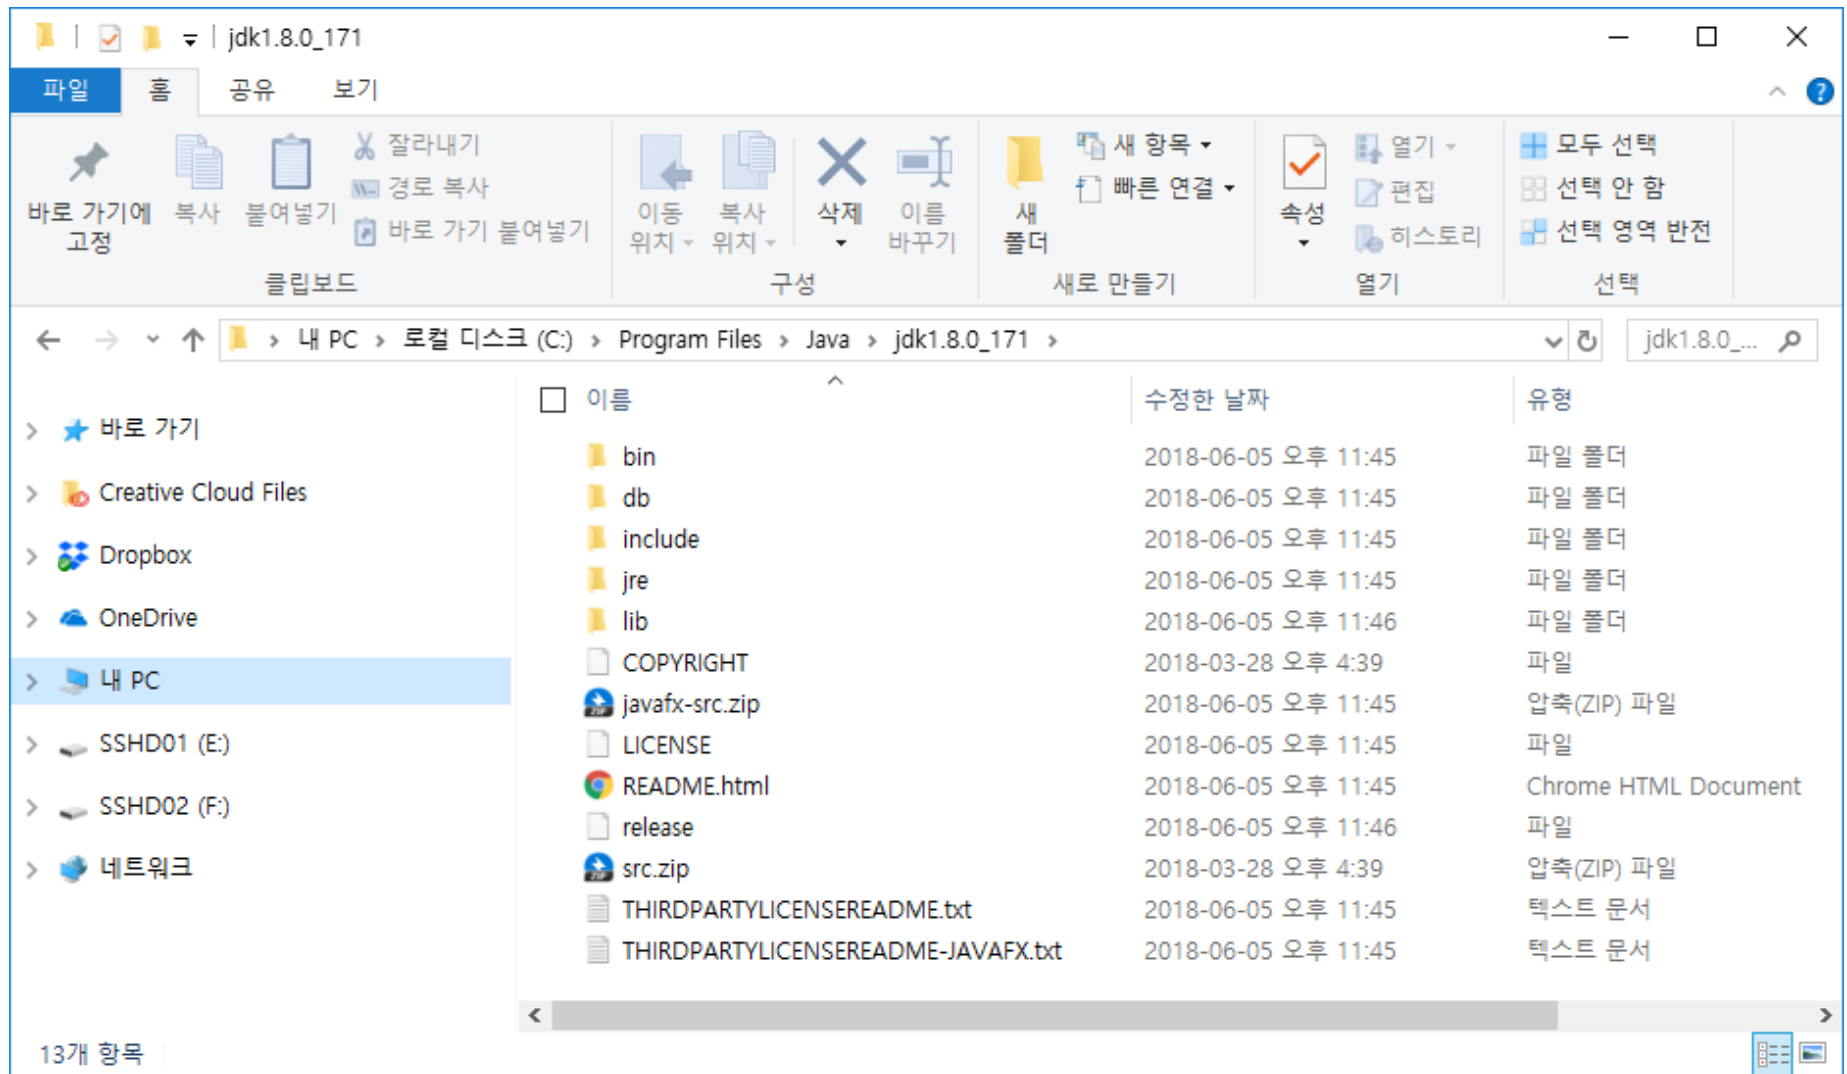 jdk1.8.0_171
파일 홈 공유 보기
바로 가기에 고정
복사
붙여넣기
잘라내기
경로 복사
바로 가기 붙여넣기
클립보드
이동 위치
복사 위치
삭제
이름 바꾸기
구성
새 폴더
새 항목
빠른 연결
새로 만들기
속성
열기
편집
히스토리
열기
모두 선택
선택 안 함
선택 영역 반전
선택
내 PC > 로컬 디스크 (C:) > Program Files > Java > jdk1.8.0_171 >
jdk1.8.0_...
바로 가기
Creative Cloud Files
Dropbox
OneDrive
내 PC
SSHD01 (E:)
SSHD02 (F:)
네트워크
이름 수정한 날짜 유형
bin 2018-06-05 오후 11:45 파일 폴더
db 2018-06-05 오후 11:45 파일 폴더
include 2018-06-05 오후 11:45 파일 폴더
jre 2018-06-05 오후 11:45 파일 폴더
lib 2018-06-05 오후 11:46 파일 폴더
COPYRIGHT 2018-03-28 오후 4:39 파일
javafx-src.zip 2018-06-05 오후 11:45 압축(ZIP) 파일
LICENSE 2018-06-05 오후 11:45 파일
README.html 2018-06-05 오후 11:45 Chrome HTML Document
release 2018-06-05 오후 11:46 파일
src.zip 2018-03-28 오후 4:39 압축(ZIP) 파일
THIRDPARTYLICENSEREADME.txt 2018-06-05 오후 11:45 텍스트 문서
THIRDPARTYLICENSEREADME-JAVAFX.txt 2018-06-05 오후 11:45 텍스트 문서
13개 항목